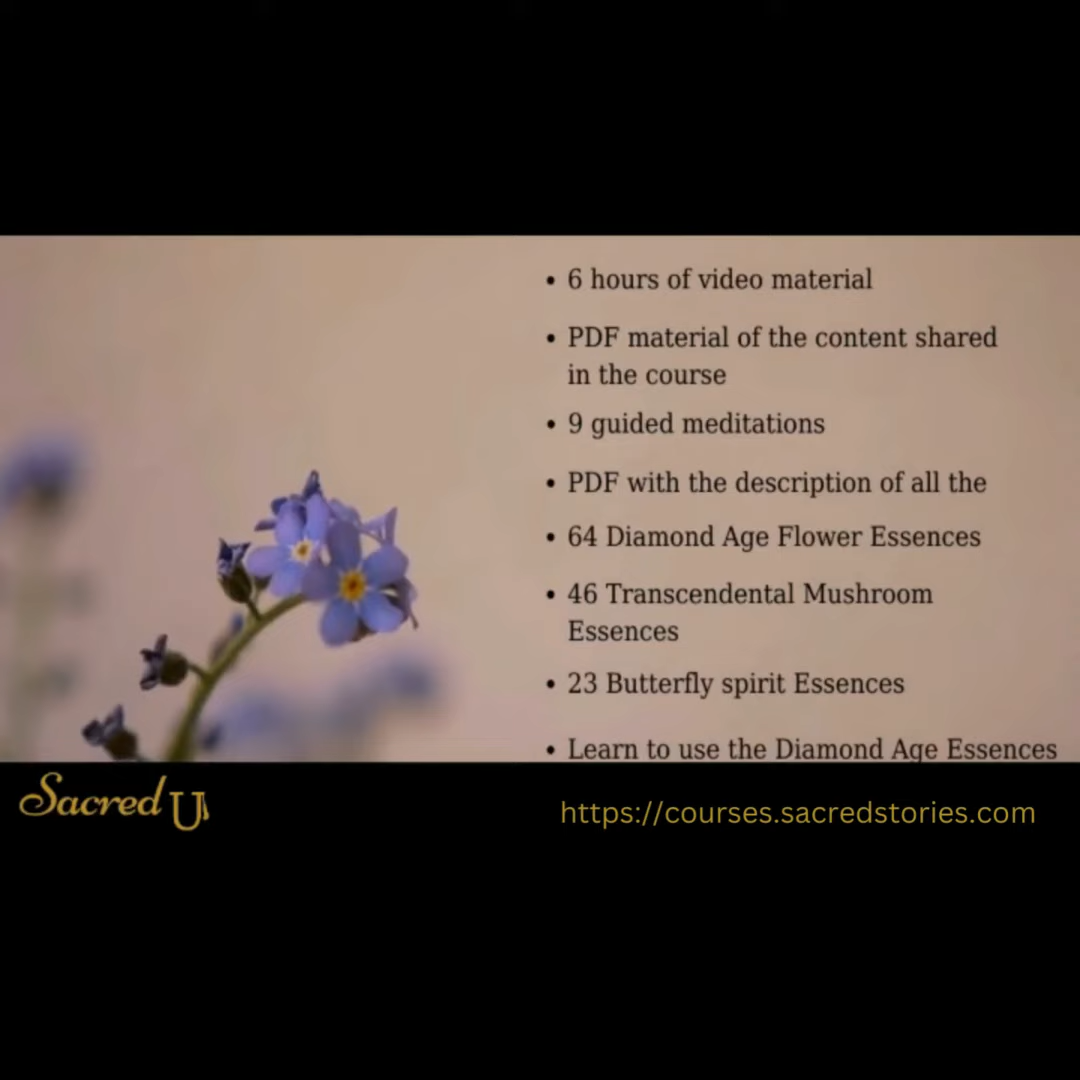 • 6 hours of video material
• PDF material of the content shared
in the course
• 9 guided meditations
• PDF with the description of all the
• 64 Diamond Age Flower Essences
• 46 Transcendental Mushroom
Essences
• 23 Butterfly spirit Essences
• Learn to use the Diamond Age Essences
Sacred U
https://courses.sacredstories.com